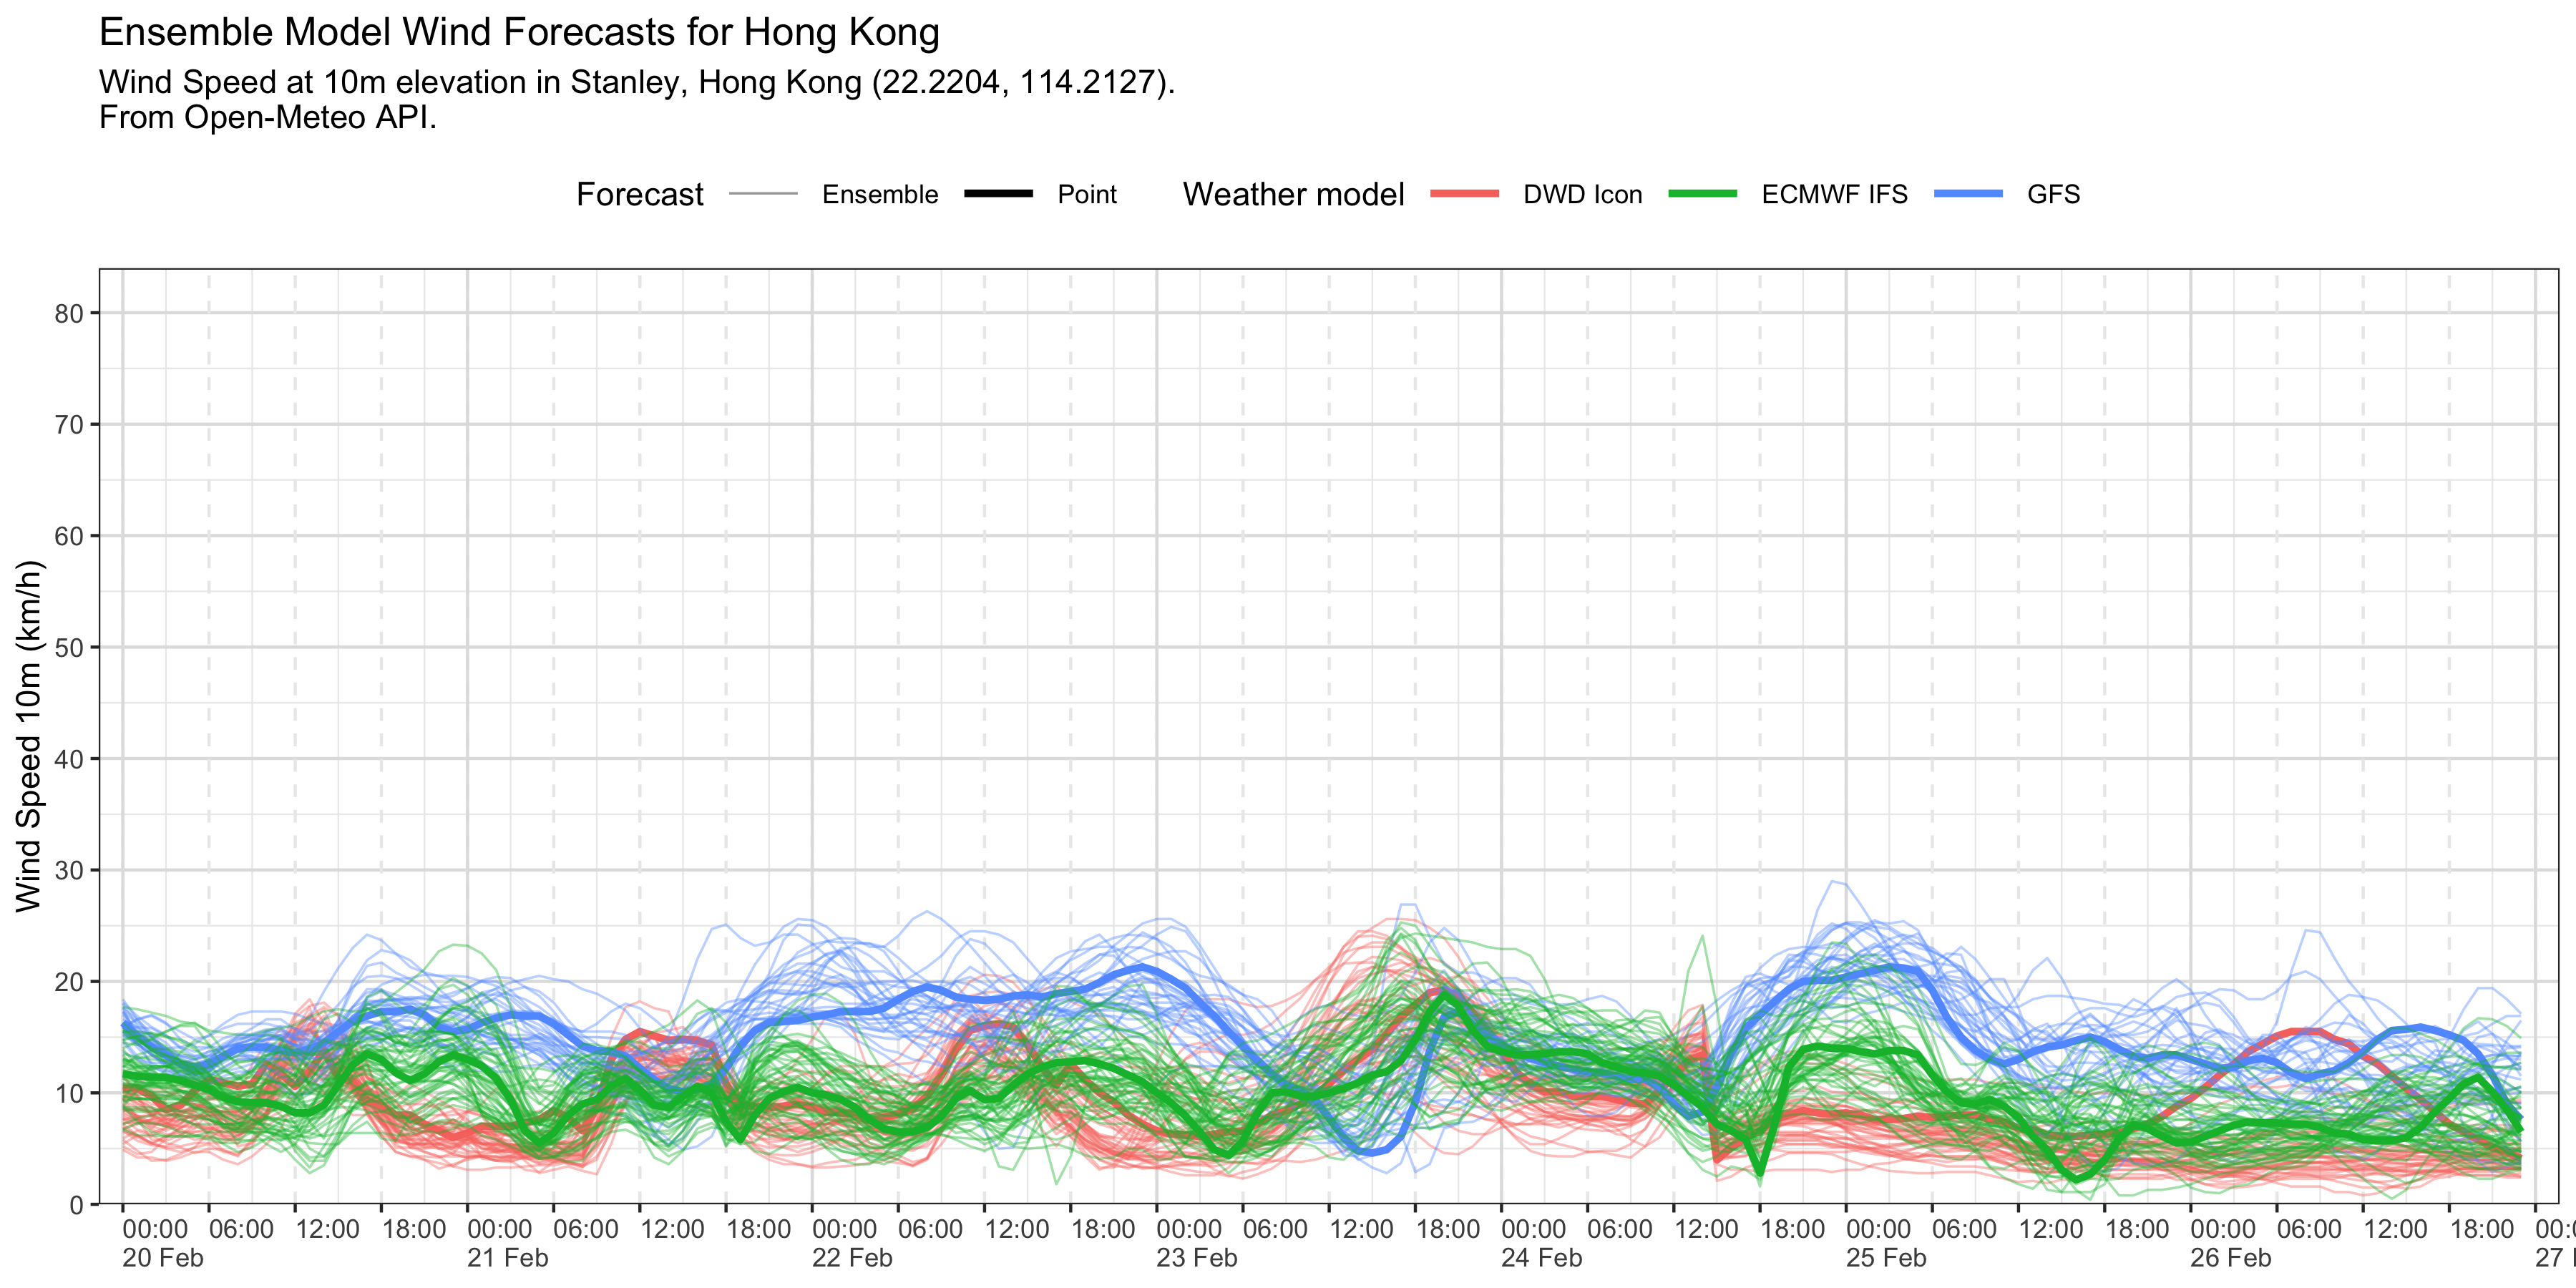 Ensemble Model Wind Forecasts for Hong Kong
Wind Speed at 10m elevation in Stanley, Hong Kong (22.2204, 114.2127).
From Open-Meteo API.
Forecast Ensemble Point Weather model DWD Icon ECMWF IFS GFS
Wind Speed 10m (km/h)
80
70
60
50
40
30
20
10
0
00:00 06:00 12:00 18:00 00:00 06:00 12:00 18:00 00:00 06:00 12:00 18:00 00:00 06:00 12:00 18:00 00:00 06:00 12:00 18:00 00:00 06:00 12:00 18:00 00:00 06:00 12:00 18:00
20 Feb 21 Feb 22 Feb 23 Feb 24 Feb 25 Feb 26 Feb 27